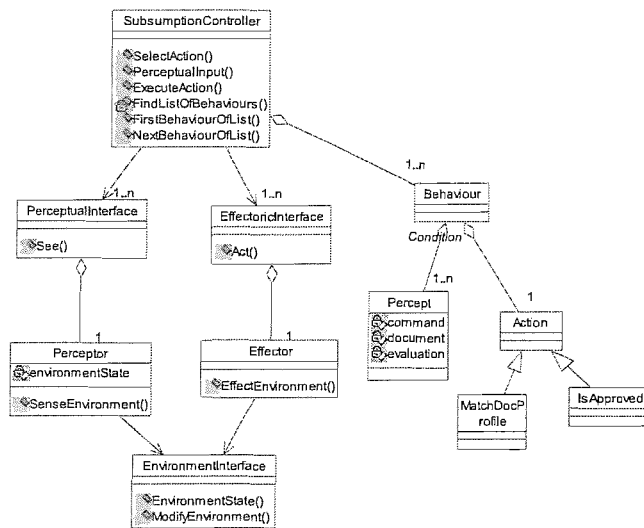 SubsumptionController
SelectAction()
PerceptualInput()
ExecuteAction()
FindListOfBehaviours()
FirstBehaviourOfList()
NextBehaviourOfList()
1..n
1..n
1..n
PerceptualInterface
See()
EffectoricInterface
Act()
Behaviour
Condition
1..n
1
Percept
command
document
evaluation
Action
1
1
Perceptor
environmentState
SenseEnvironment()
Effector
EffectEnvironment()
MatchDocP
rofile
IsApproved
EnvironmentInterface
EnvironmentState()
ModifyEnvironment()